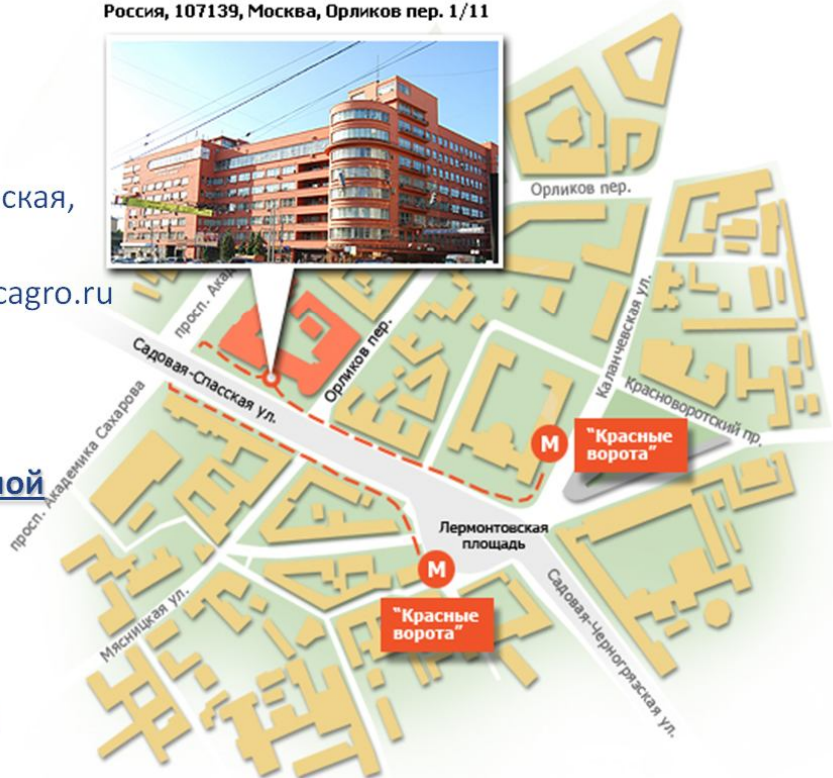 Россия, 107139, Москва, Орликов пер. 1/11
ская,
cagro.ru
ной
Орликов пер.
просп. Ака
Каланчевская ул.
Садовая-Спасская ул.
Орликов пер.
Красноворотский пр.
просп. Академика Сахарова
"Красные
ворота"
М
Лермонтовская
площадь
М
"Красные
ворота"
Мясницкая ул.
Садовая-Черногрязская ул.